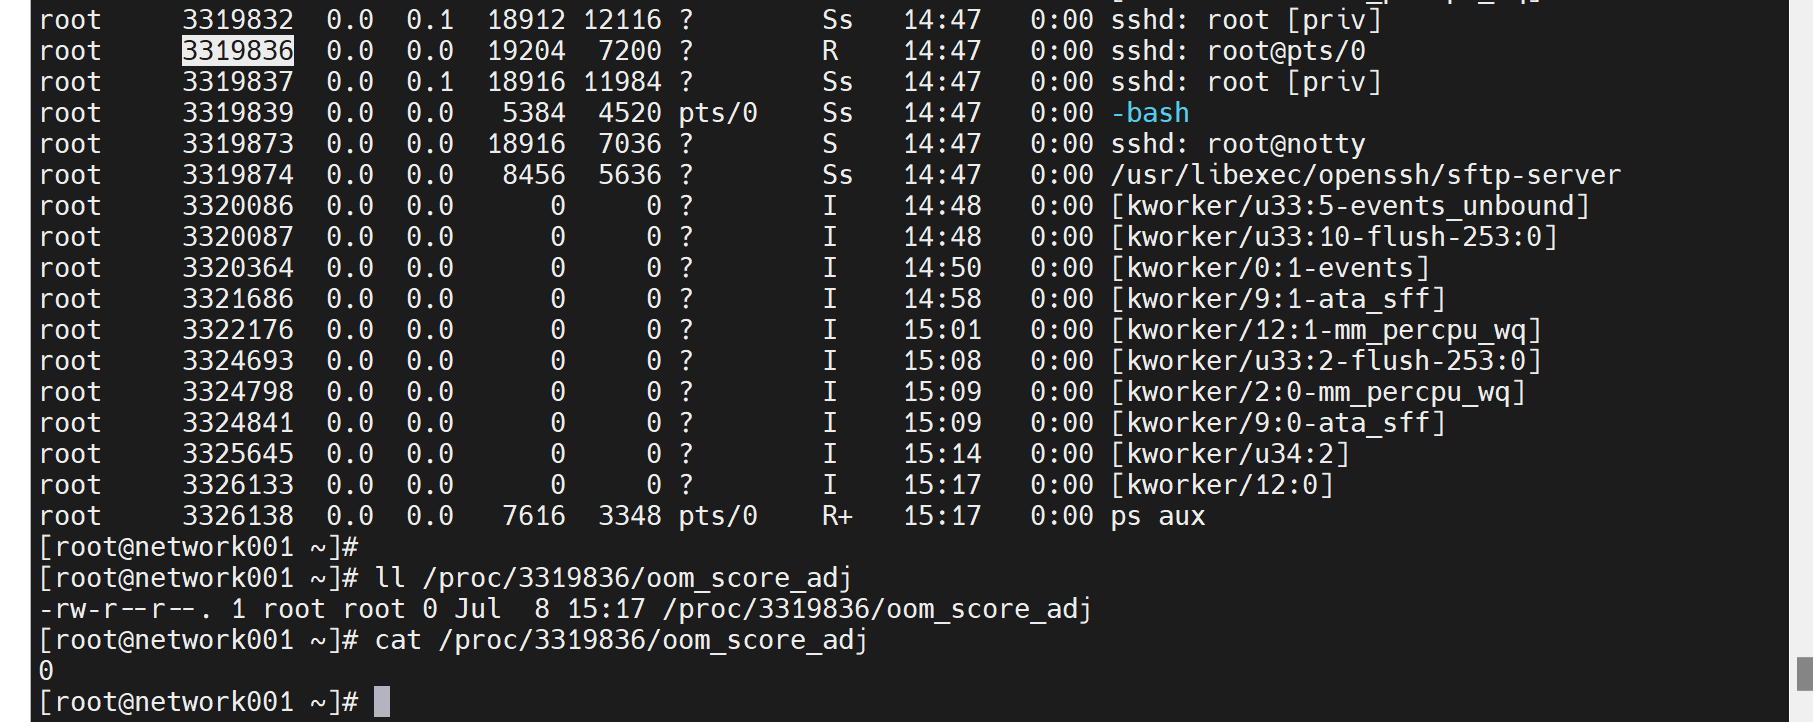 root     3319832  0.0  0.1  18912 12116 ?        Ss   14:47   0:00 sshd: root [priv]
root     3319836  0.0  0.0  19204  7200 ?        R    14:47   0:00 sshd: root@pts/0
root     3319837  0.0  0.1  18916 11984 ?        Ss   14:47   0:00 sshd: root [priv]
root     3319839  0.0  0.0   5384  4520 pts/0    Ss   14:47   0:00 -bash
root     3319873  0.0  0.0  18916  7036 ?        S    14:47   0:00 sshd: root@notty
root     3319874  0.0  0.0   8456  5636 ?        Ss   14:47   0:00 /usr/libexec/openssh/sftp-server
root     3320086  0.0  0.0      0     0 ?        I    14:48   0:00 [kworker/u33:5-events_unbound]
root     3320087  0.0  0.0      0     0 ?        I    14:48   0:00 [kworker/u33:10-flush-253:0]
root     3320364  0.0  0.0      0     0 ?        I    14:50   0:00 [kworker/0:1-events]
root     3321686  0.0  0.0      0     0 ?        I    14:58   0:00 [kworker/9:1-ata_sff]
root     3322176  0.0  0.0      0     0 ?        I    15:01   0:00 [kworker/12:1-mm_percpu_wq]
root     3324693  0.0  0.0      0     0 ?        I    15:08   0:00 [kworker/u33:2-flush-253:0]
root     3324798  0.0  0.0      0     0 ?        I    15:09   0:00 [kworker/2:0-mm_percpu_wq]
root     3324841  0.0  0.0      0     0 ?        I    15:09   0:00 [kworker/9:0-ata_sff]
root     3325645  0.0  0.0      0     0 ?        I    15:14   0:00 [kworker/u34:2]
root     3326133  0.0  0.0      0     0 ?        I    15:17   0:00 [kworker/12:0]
root     3326138  0.0  0.0   7616  3348 pts/0    R+   15:17   0:00 ps aux
[root@network001 ~]#
[root@network001 ~]# ll /proc/3319836/oom_score_adj
-rw-r--r--. 1 root root 0 Jul  8 15:17 /proc/3319836/oom_score_adj
[root@network001 ~]# cat /proc/3319836/oom_score_adj
0
[root@network001 ~]#